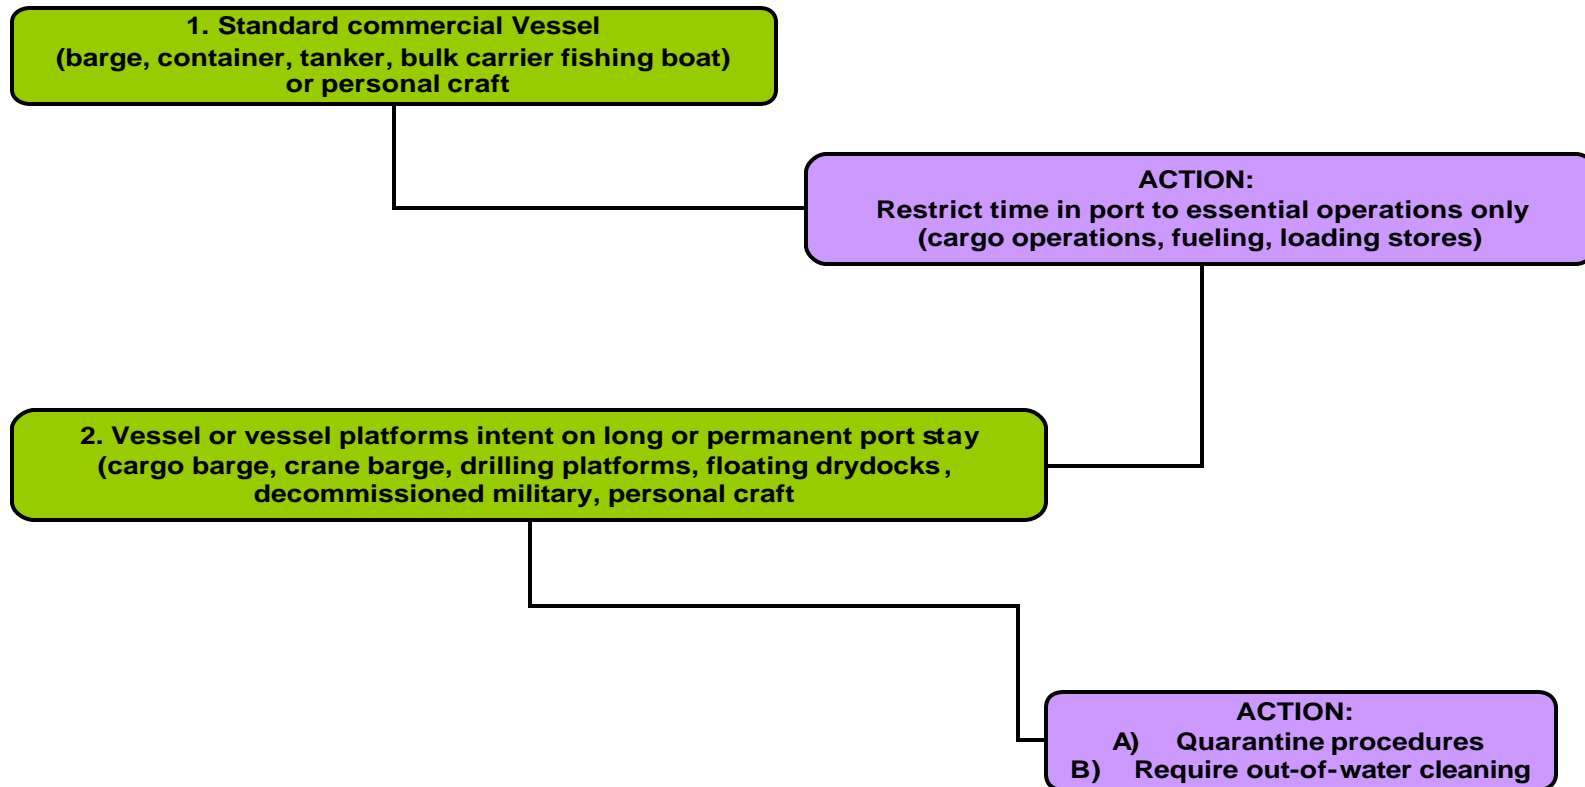 1. Standard commercial Vessel
(barge, container, tanker, bulk carrier fishing boat)
or personal craft
ACTION:
Restrict time in port to essential operations only
(cargo operations, fueling, loading stores)
2. Vessel or vessel platforms intent on long or permanent port stay
(cargo barge, crane barge, drilling platforms, floating drydocks,
decommissioned military, personal craft
ACTION:
A) Quarantine procedures
B) Require out-of-water cleaning